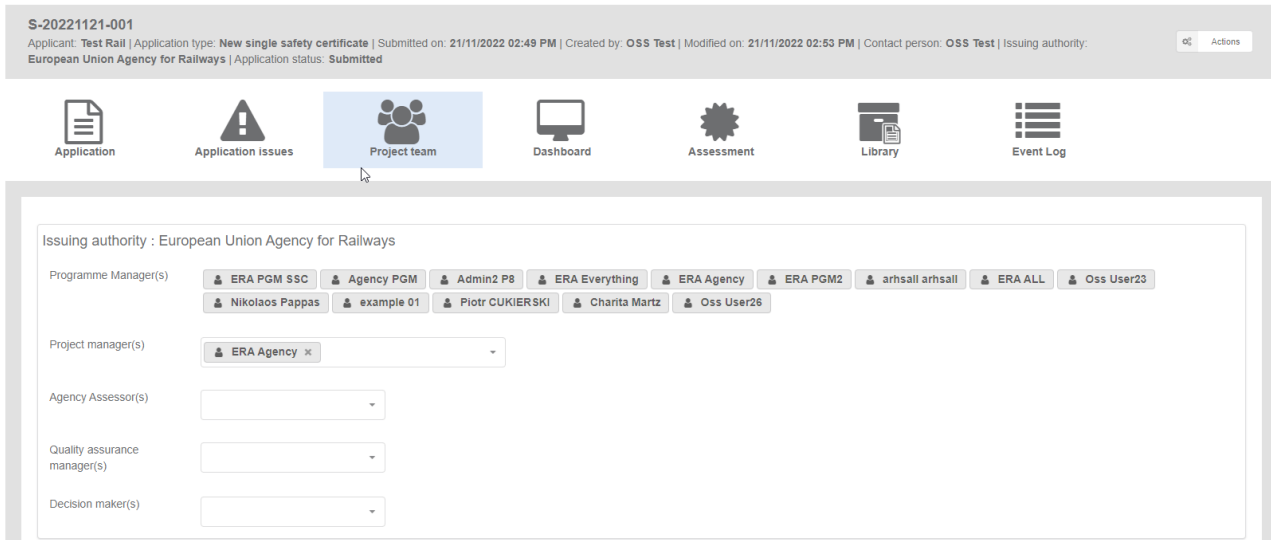 S-20221121-001
Applicant: Test Rail | Application type: New single safety certificate | Submitted on: 21/11/2022 02:49 PM | Created by: OSS Test | Modified on: 21/11/2022 02:53 PM | Contact person: OSS Test | Issuing authority:
European Union Agency for Railways | Application status: Submitted
Actions
Application
Application issues
Project team
Dashboard
Assessment
Library
Event Log
Issuing authority : European Union Agency for Railways
Programme Manager(s)
ERA PGM SSC Agency PGM Admin2 P8 ERA Everything ERA Agency ERA PGM2 arhsall arhsall ERA ALL Oss User23
Nikolaos Pappas example 01 Piotr CUKIERSKI Charita Martz Oss User26
Project manager(s)
ERA Agency ×
Agency Assessor(s)
Quality assurance
manager(s)
Decision maker(s)